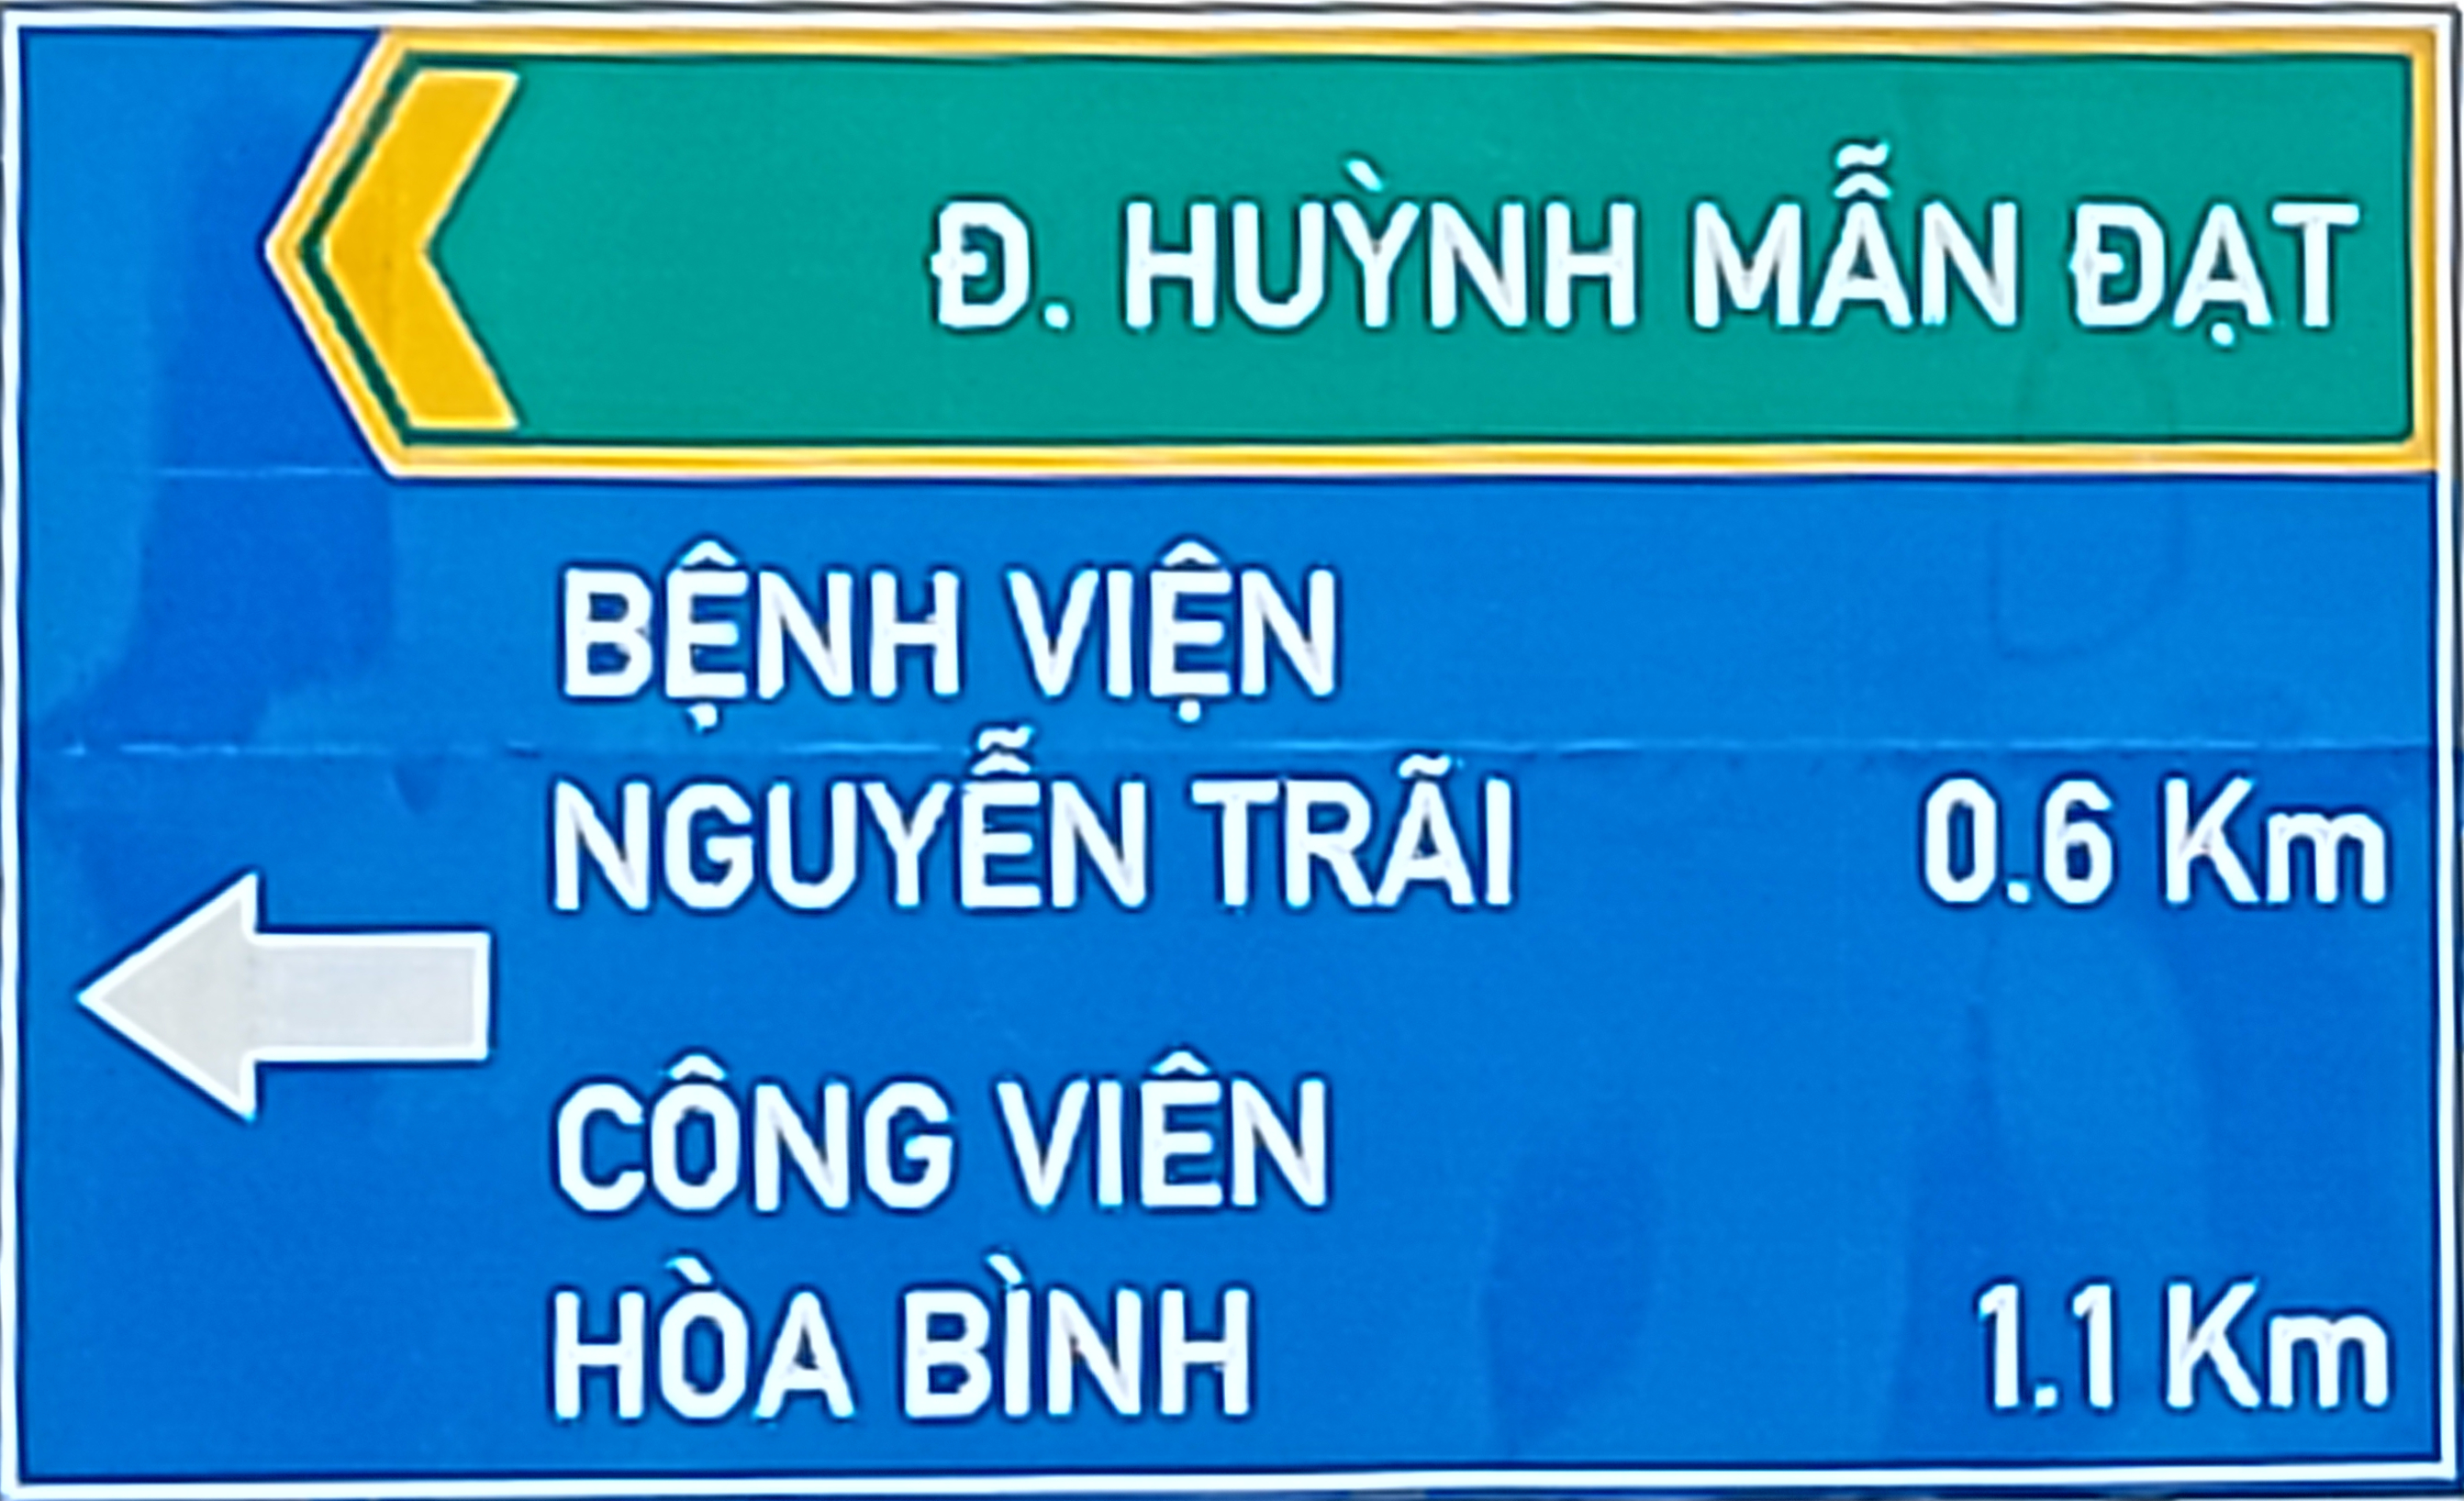 Đ. HUỲNH MẪN ĐẠT
BỆNH VIỆN
NGUYỄN TRÃI 0.6 Km
CÔNG VIÊN
HÒA BÌNH 1.1 Km